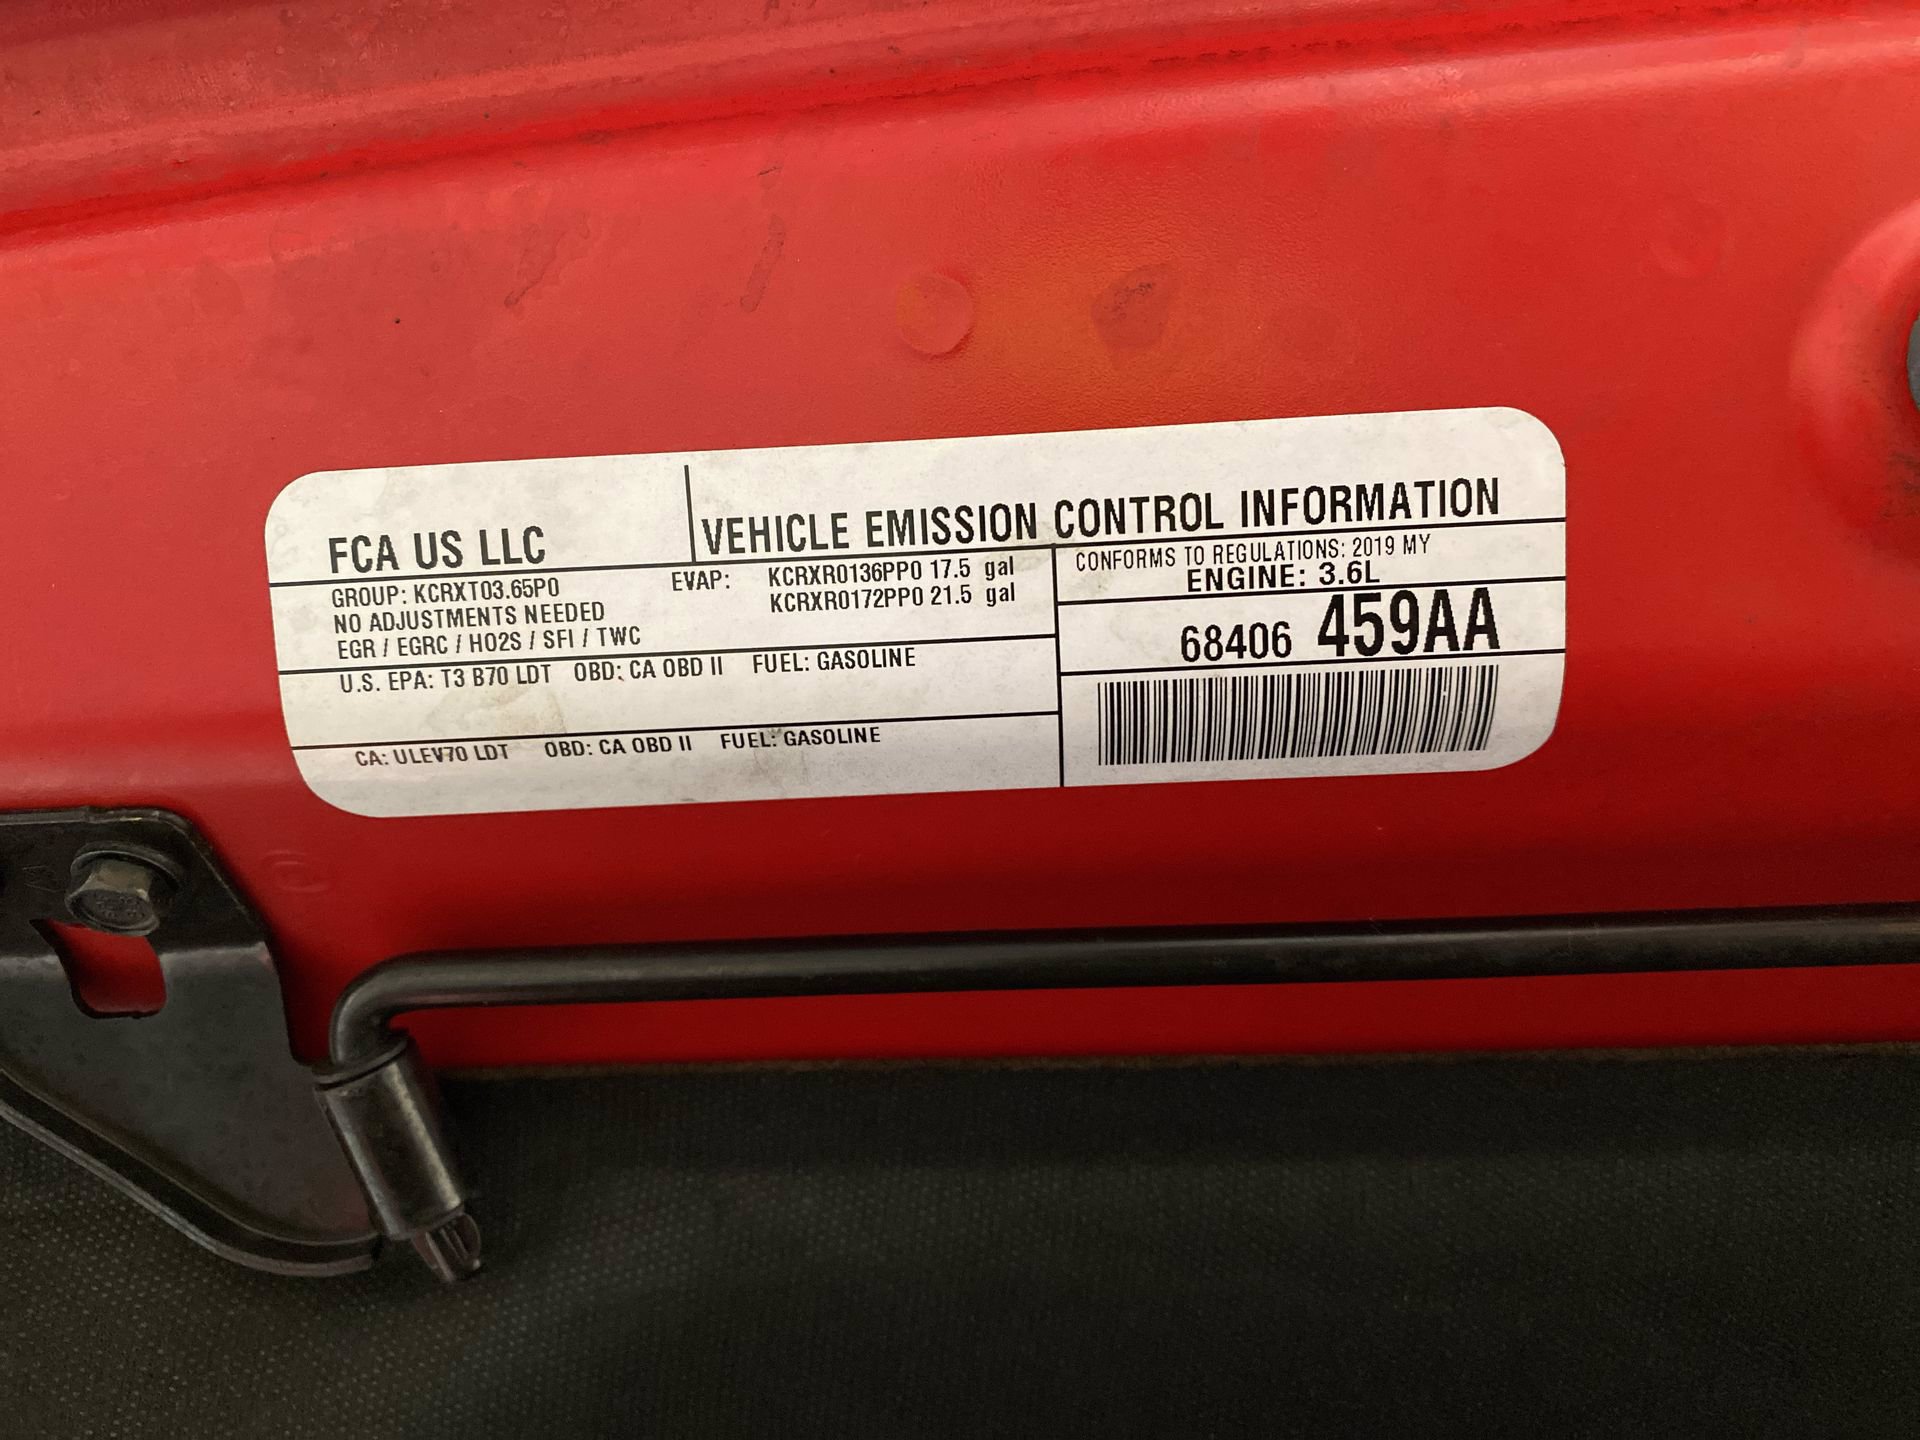 FCA US LLC
VEHICLE EMISSION CONTROL INFORMATION
GROUP: KCRXT03.65P0
NO ADJUSTMENTS NEEDED
EGR / EGRC / HO2S / SFI / TWC
EVAP: KCRXR0136PP0 17.5 gal
KCRXR0172PP0 21.5 gal
CONFORMS TO REGULATIONS: 2019 MY
ENGINE: 3.6L
68406 459AA
U.S. EPA: T3 B70 LDT OBD: CA OBD II FUEL: GASOLINE
CA: ULEV70 LDT OBD: CA OBD II FUEL: GASOLINE